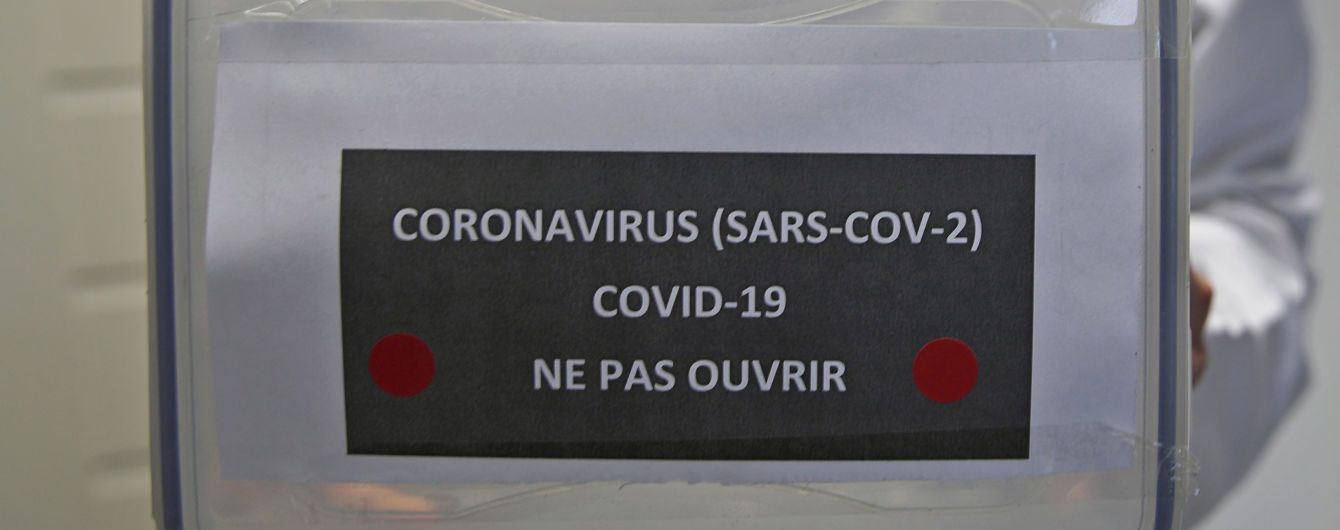 CORONAVIRUS (SARS-COV-2)
COVID-19
NE PAS OUVRIR